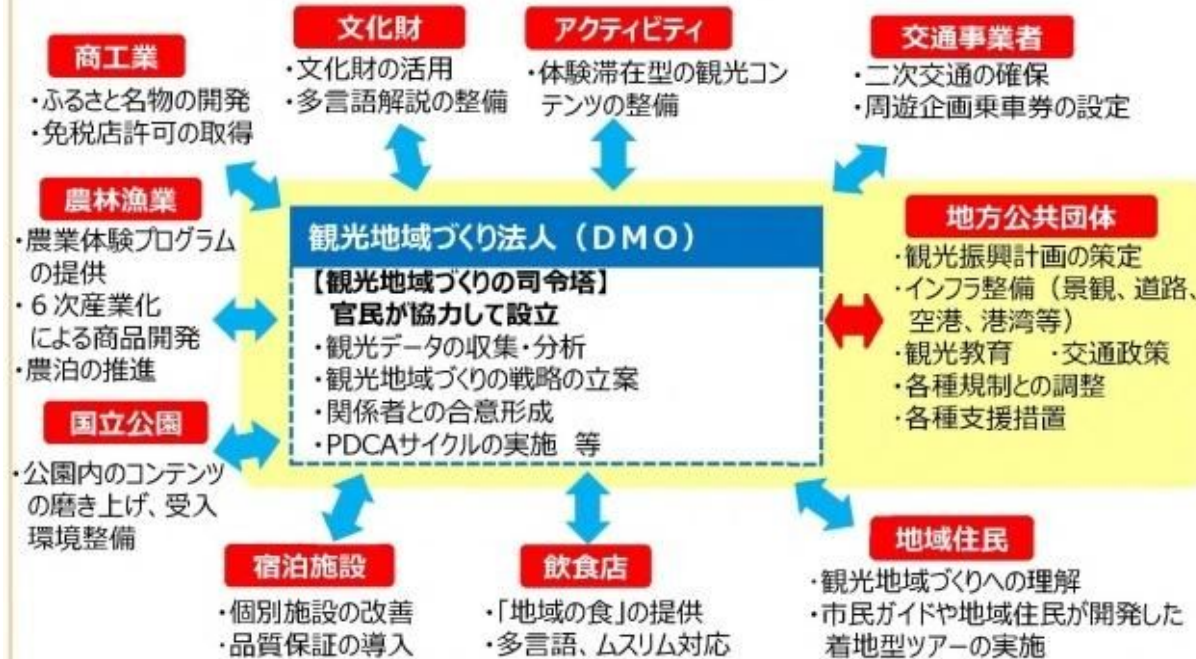 文化財
・文化財の活用
・多言語解説の整備
アクティビティ
・体験滞在型の観光コン
テンツの整備
交通事業者
・二次交通の確保
・周遊企画乗車券の設定
商工業
・ふるさと名物の開発
・免税店許可の取得
農林漁業
・農業体験プログラム
の提供
・6次産業化
による商品開発
・農泊の推進
観光地域づくり法人(DMO)
【観光地域づくりの司令塔】
官民が協力して設立
・観光データの収集・分析
・観光地域づくりの戦略の立案
・関係者との合意形成
・PDCAサイクルの実施 等
地方公共団体
・観光振興計画の策定
・インフラ整備(景観、道路、
空港、港湾等)
・観光教育 ・交通政策
・各種規制との調整
・各種支援措置
国立公園
・公園内のコンテンツ
の磨き上げ、受入
環境整備
宿泊施設
・個別施設の改善
・品質保証の導入
飲食店
・「地域の食」の提供
・多言語、ムスリム対応
地域住民
・観光地域づくりへの理解
・市民ガイドや地域住民が開発した
着地型ツアーの実施